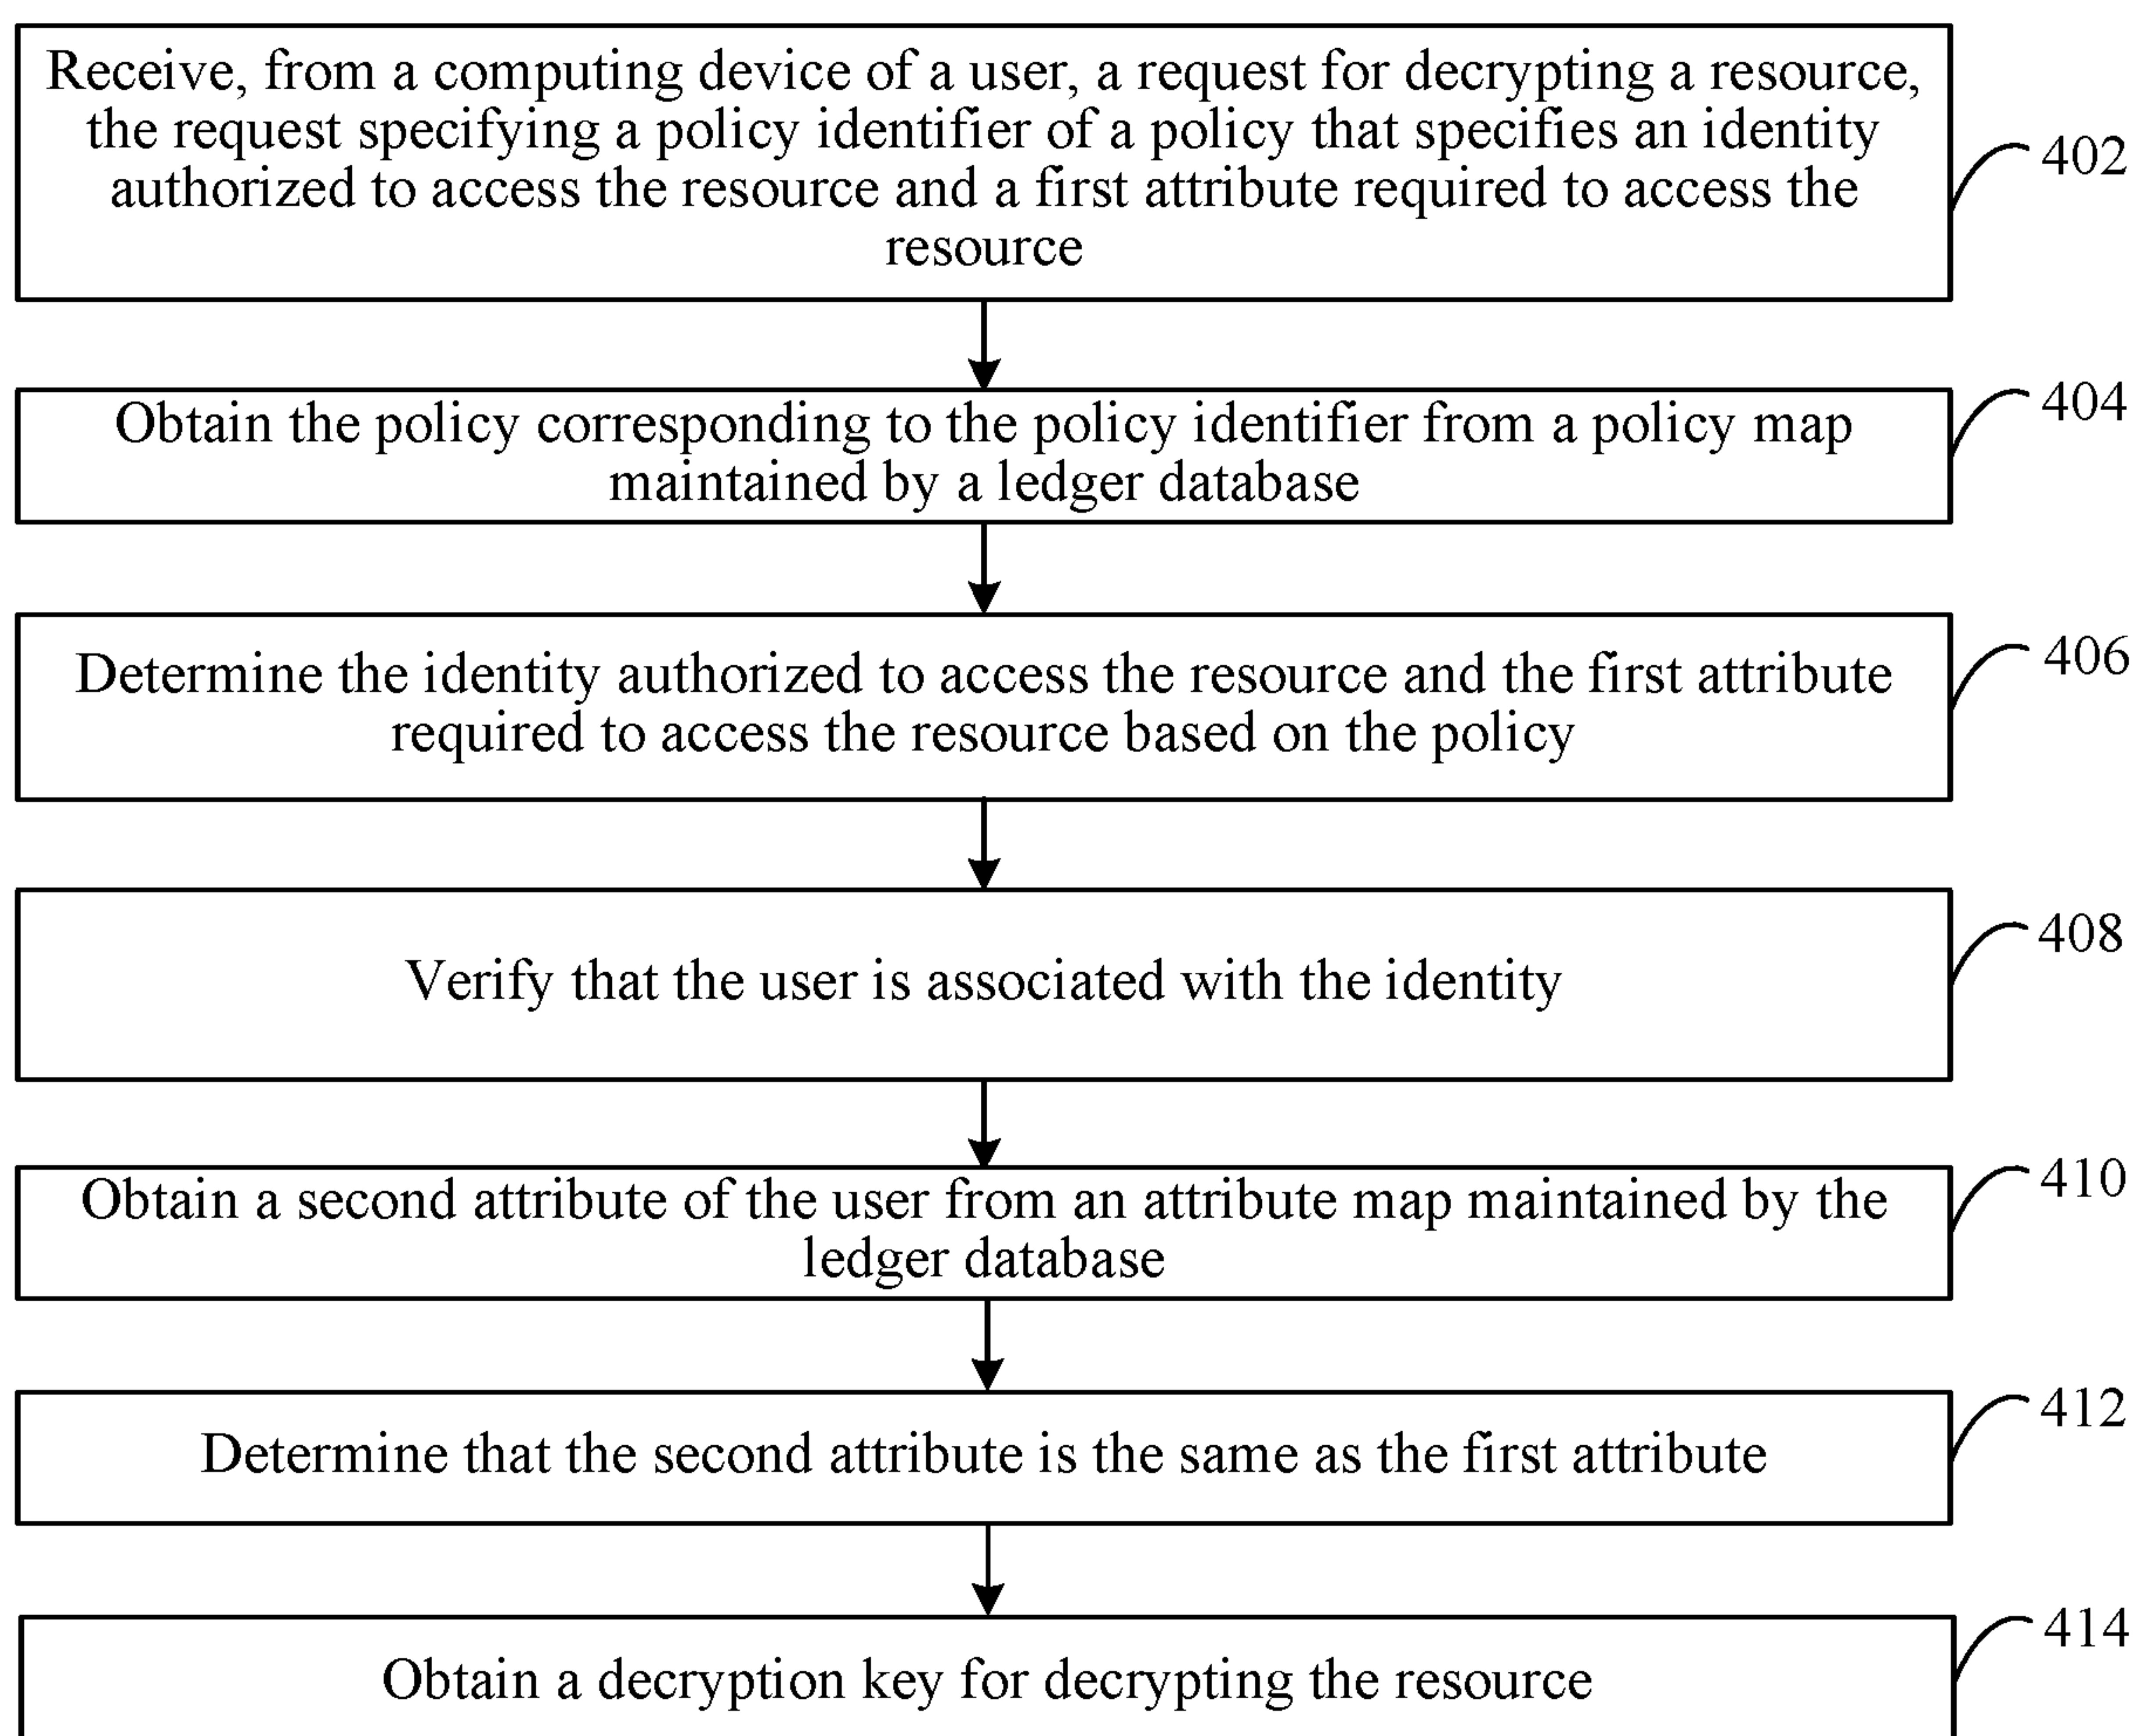 Receive, from a computing device of a user, a request for decrypting a resource,
the request specifying a policy identifier of a policy that specifies an identity
authorized to access the resource and a first attribute required to access the
resource
402
Obtain the policy corresponding to the policy identifier from a policy map
maintained by a ledger database
404
Determine the identity authorized to access the resource and the first attribute
required to access the resource based on the policy
406
Verify that the user is associated with the identity
408
Obtain a second attribute of the user from an attribute map maintained by the
ledger database
410
Determine that the second attribute is the same as the first attribute
412
Obtain a decryption key for decrypting the resource
414